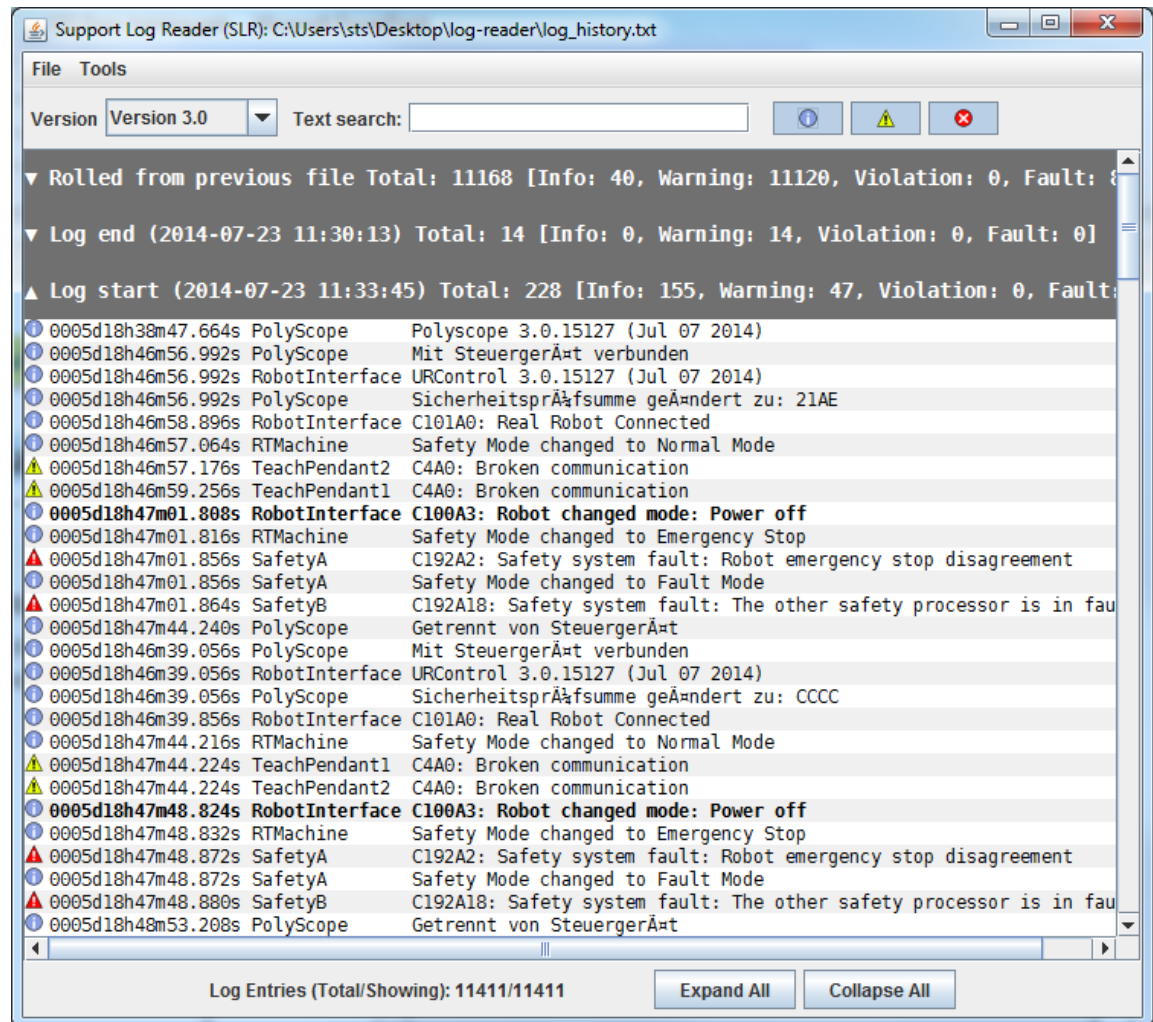 Support Log Reader (SLR): C:\Users\sts\Desktop\log-reader\log_history.txt
File Tools
Version Version 3.0 Text search:
▼ Rolled from previous file Total: 11168 [Info: 40, Warning: 11120, Violation: 0, Fault:
▼ Log end (2014-07-23 11:30:13) Total: 14 [Info: 0, Warning: 14, Violation: 0, Fault: 0]
▲ Log start (2014-07-23 11:33:45) Total: 228 [Info: 155, Warning: 47, Violation: 0, Fault:
0005d18h38m47.664s PolyScope Polyscope 3.0.15127 (Jul 07 2014)
0005d18h46m56.992s PolyScope Mit SteuergerÄ¤t verbunden
0005d18h46m56.992s RobotInterface URControl 3.0.15127 (Jul 07 2014)
0005d18h46m56.992s PolyScope SicherheitsprÄ¼fsumme geÄ¤ndert zu: 21AE
0005d18h46m58.896s RobotInterface C101A0: Real Robot Connected
0005d18h46m57.064s RTMachine Safety Mode changed to Normal Mode
0005d18h46m57.176s TeachPendant2 C4A0: Broken communication
0005d18h46m59.256s TeachPendant1 C4A0: Broken communication
0005d18h47m01.808s RobotInterface C100A3: Robot changed mode: Power off
0005d18h47m01.816s RTMachine Safety Mode changed to Emergency Stop
0005d18h47m01.856s SafetyA C192A2: Safety system fault: Robot emergency stop disagreement
0005d18h47m01.856s SafetyA Safety Mode changed to Fault Mode
0005d18h47m01.864s SafetyB C192A18: Safety system fault: The other safety processor is in fau
0005d18h47m44.240s PolyScope Getrennt von SteuergerÄ¤t
0005d18h46m39.056s PolyScope Mit SteuergerÄ¤t verbunden
0005d18h46m39.056s RobotInterface URControl 3.0.15127 (Jul 07 2014)
0005d18h46m39.056s PolyScope SicherheitsprÄ¼fsumme geÄ¤ndert zu: CCCC
0005d18h46m39.856s RobotInterface C101A0: Real Robot Connected
0005d18h47m44.216s RTMachine Safety Mode changed to Normal Mode
0005d18h47m44.224s TeachPendant1 C4A0: Broken communication
0005d18h47m44.224s TeachPendant2 C4A0: Broken communication
0005d18h47m48.824s RobotInterface C100A3: Robot changed mode: Power off
0005d18h47m48.832s RTMachine Safety Mode changed to Emergency Stop
0005d18h47m48.872s SafetyA C192A2: Safety system fault: Robot emergency stop disagreement
0005d18h47m48.872s SafetyA Safety Mode changed to Fault Mode
0005d18h47m48.880s SafetyB C192A18: Safety system fault: The other safety processor is in fau
0005d18h48m53.208s PolyScope Getrennt von SteuergerÄ¤t
Log Entries (Total/Showing): 11411/11411 Expand All Collapse All